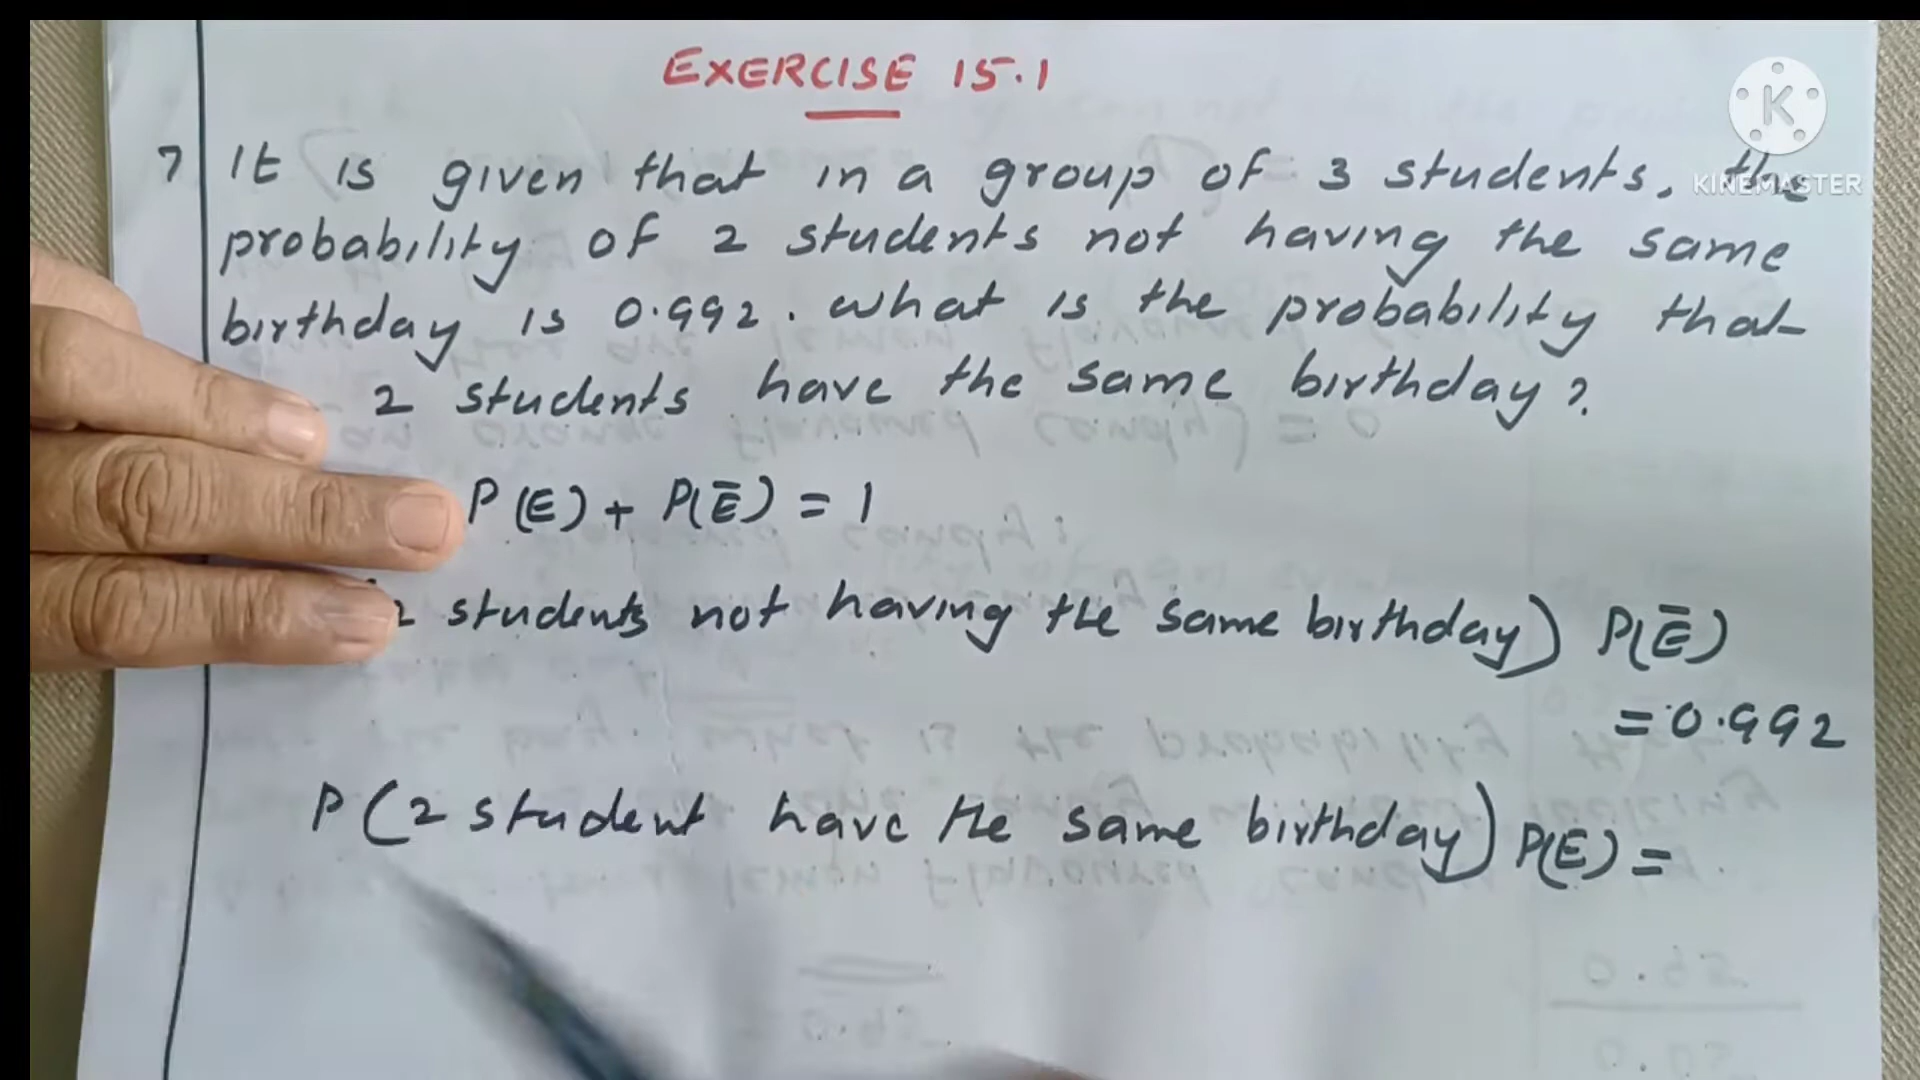 EXERCISE 15.1
7 It is given that in a group of 3 students, the
KINEMASTER
probability of 2 students not having the same
birthday is 0.992. what is the probability that
2 students have the same birthday?
P(E) + P(Ē) = 1
2 students not having the same birthday) P(Ē)
= 0.992
P(2 student have the same birthday) P(E) =